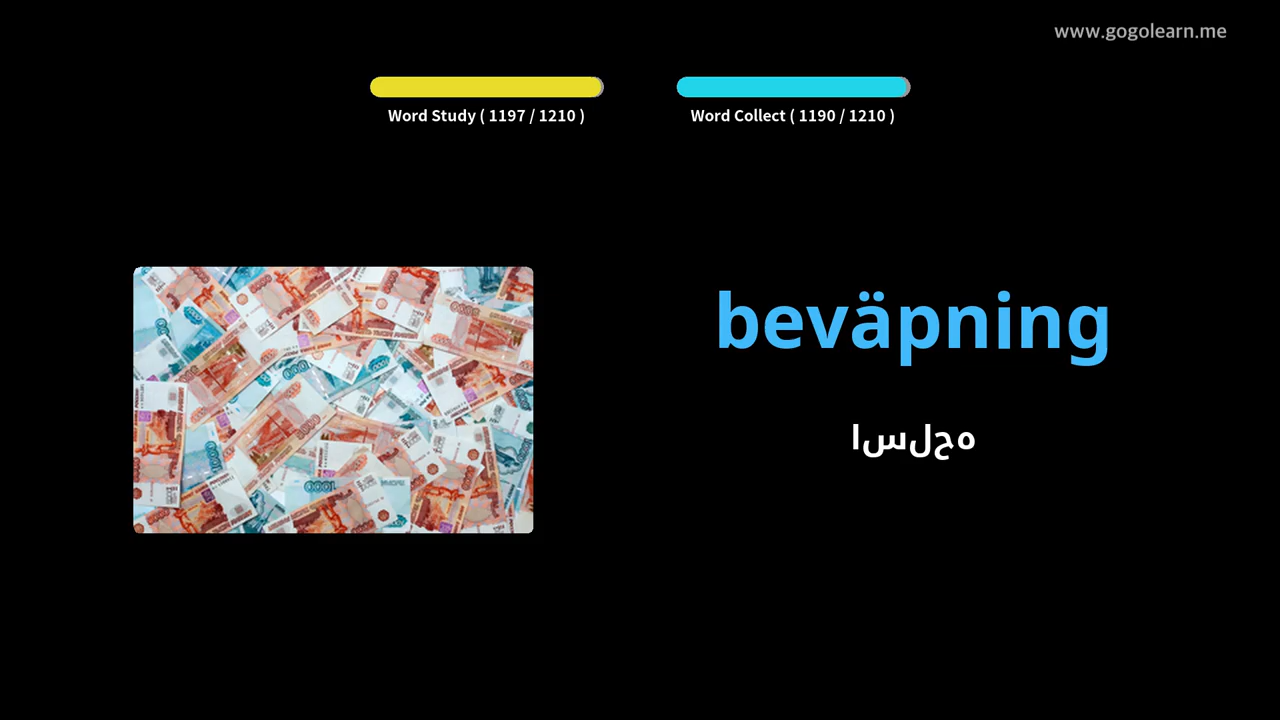 www.gogolearn.me
Word Study ( 1197 / 1210 )
Word Collect ( 1190 / 1210 )
beväpning
اسلحه